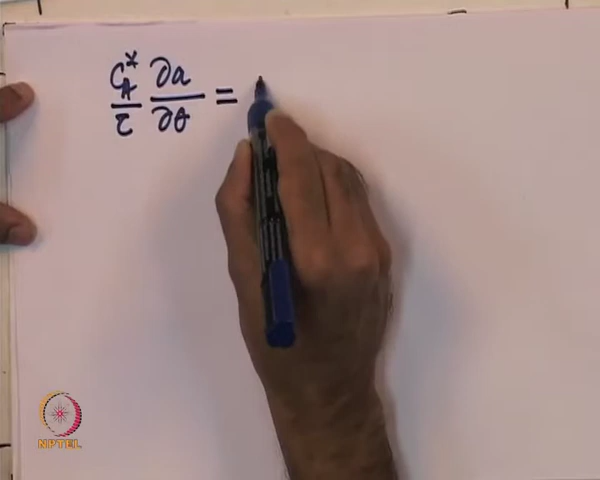 C_A^* / τ ∂a / ∂θ =
NPTEL